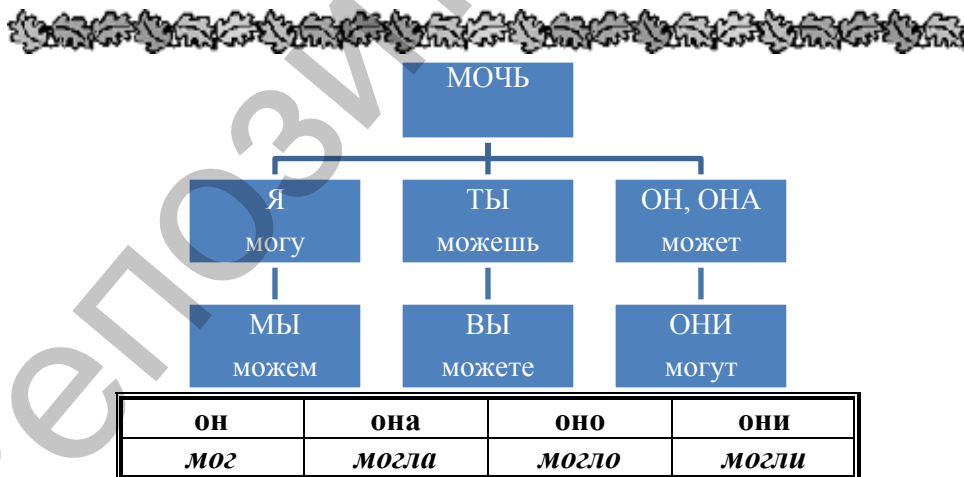 МОЧЬ
Я ТЫ ОН, ОНА
могу можешь может
МЫ ВЫ ОНИ
можем можете могут
он она оно они
мог могла могло могли